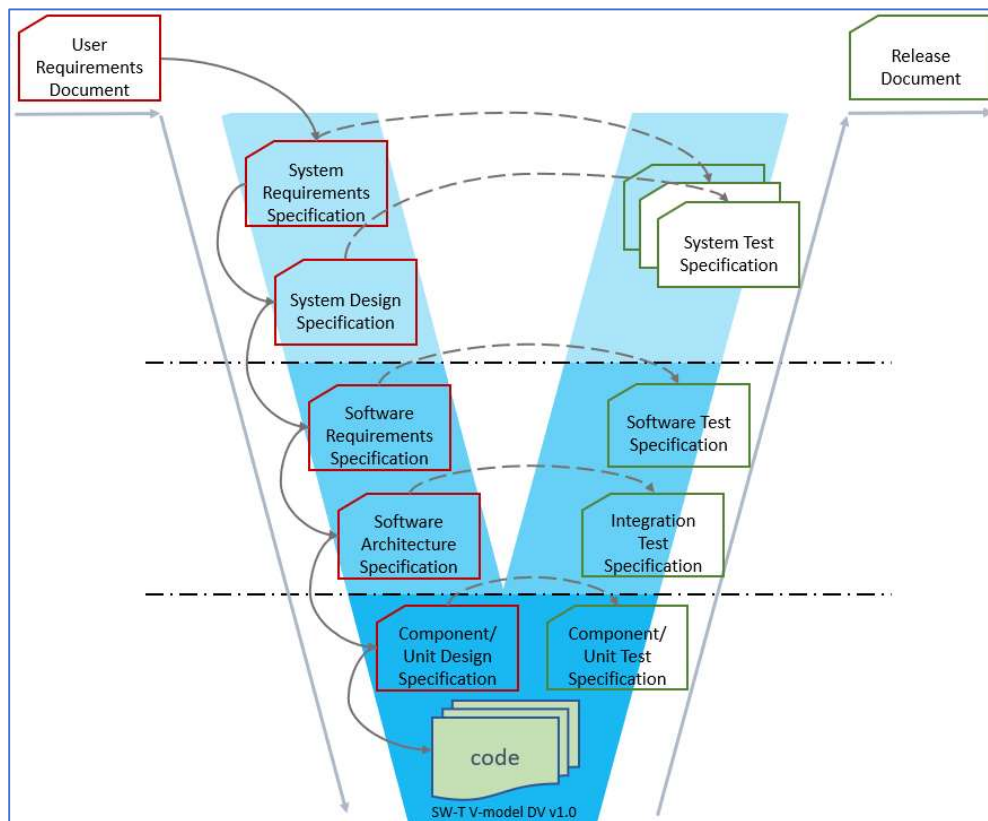 User
Requirements
Document
Release
Document
System
Requirements
Specification
System Test
Specification
System Design
Specification
Software
Requirements
Specification
Software Test
Specification
Software
Architecture
Specification
Integration
Test
Specification
Component/
Unit Design
Specification
Component/
Unit Test
Specification
code
SW-T V-model DV v1.0